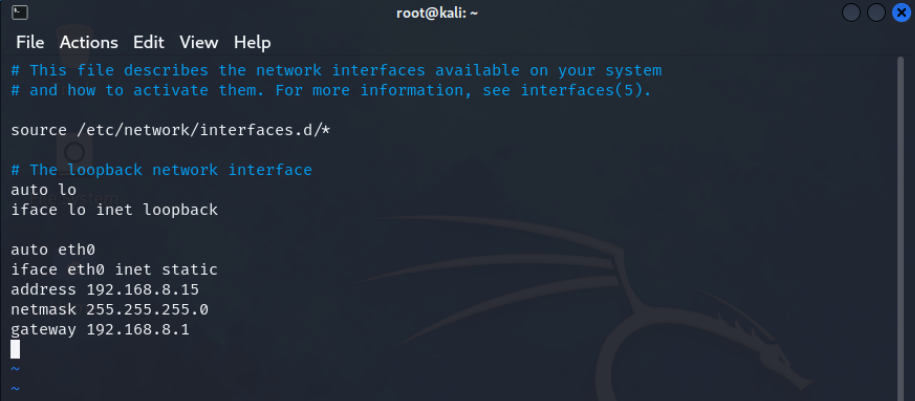 root@kali: ~
File Actions Edit View Help
# This file describes the network interfaces available on your system
# and how to activate them. For more information, see interfaces(5).
source /etc/network/interfaces.d/*
# The loopback network interface
auto lo
iface lo inet loopback
auto eth0
iface eth0 inet static
address 192.168.8.15
netmask 255.255.255.0
gateway 192.168.8.1
~
~